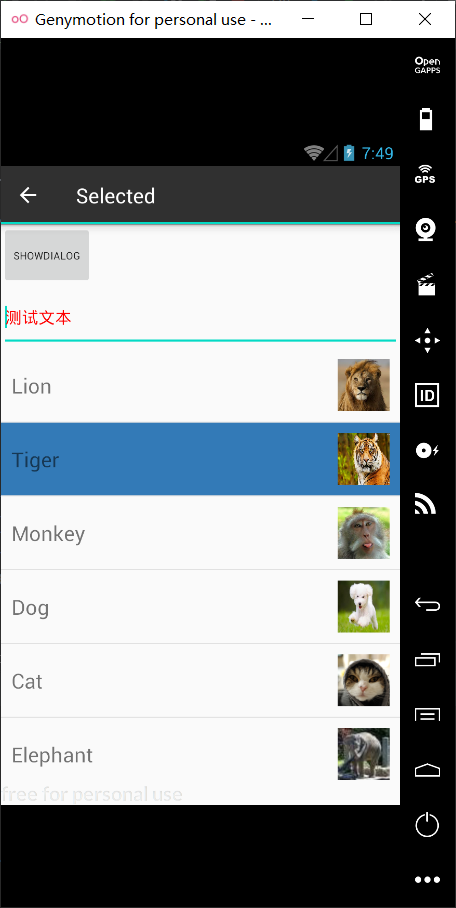 Genymotion for personal use - ...
Open
GAPPS
7:49
GPS
Selected
SHOWDIALOG
测试文本
Lion
ID
Tiger
Monkey
Dog
Cat
Elephant
free for personal use